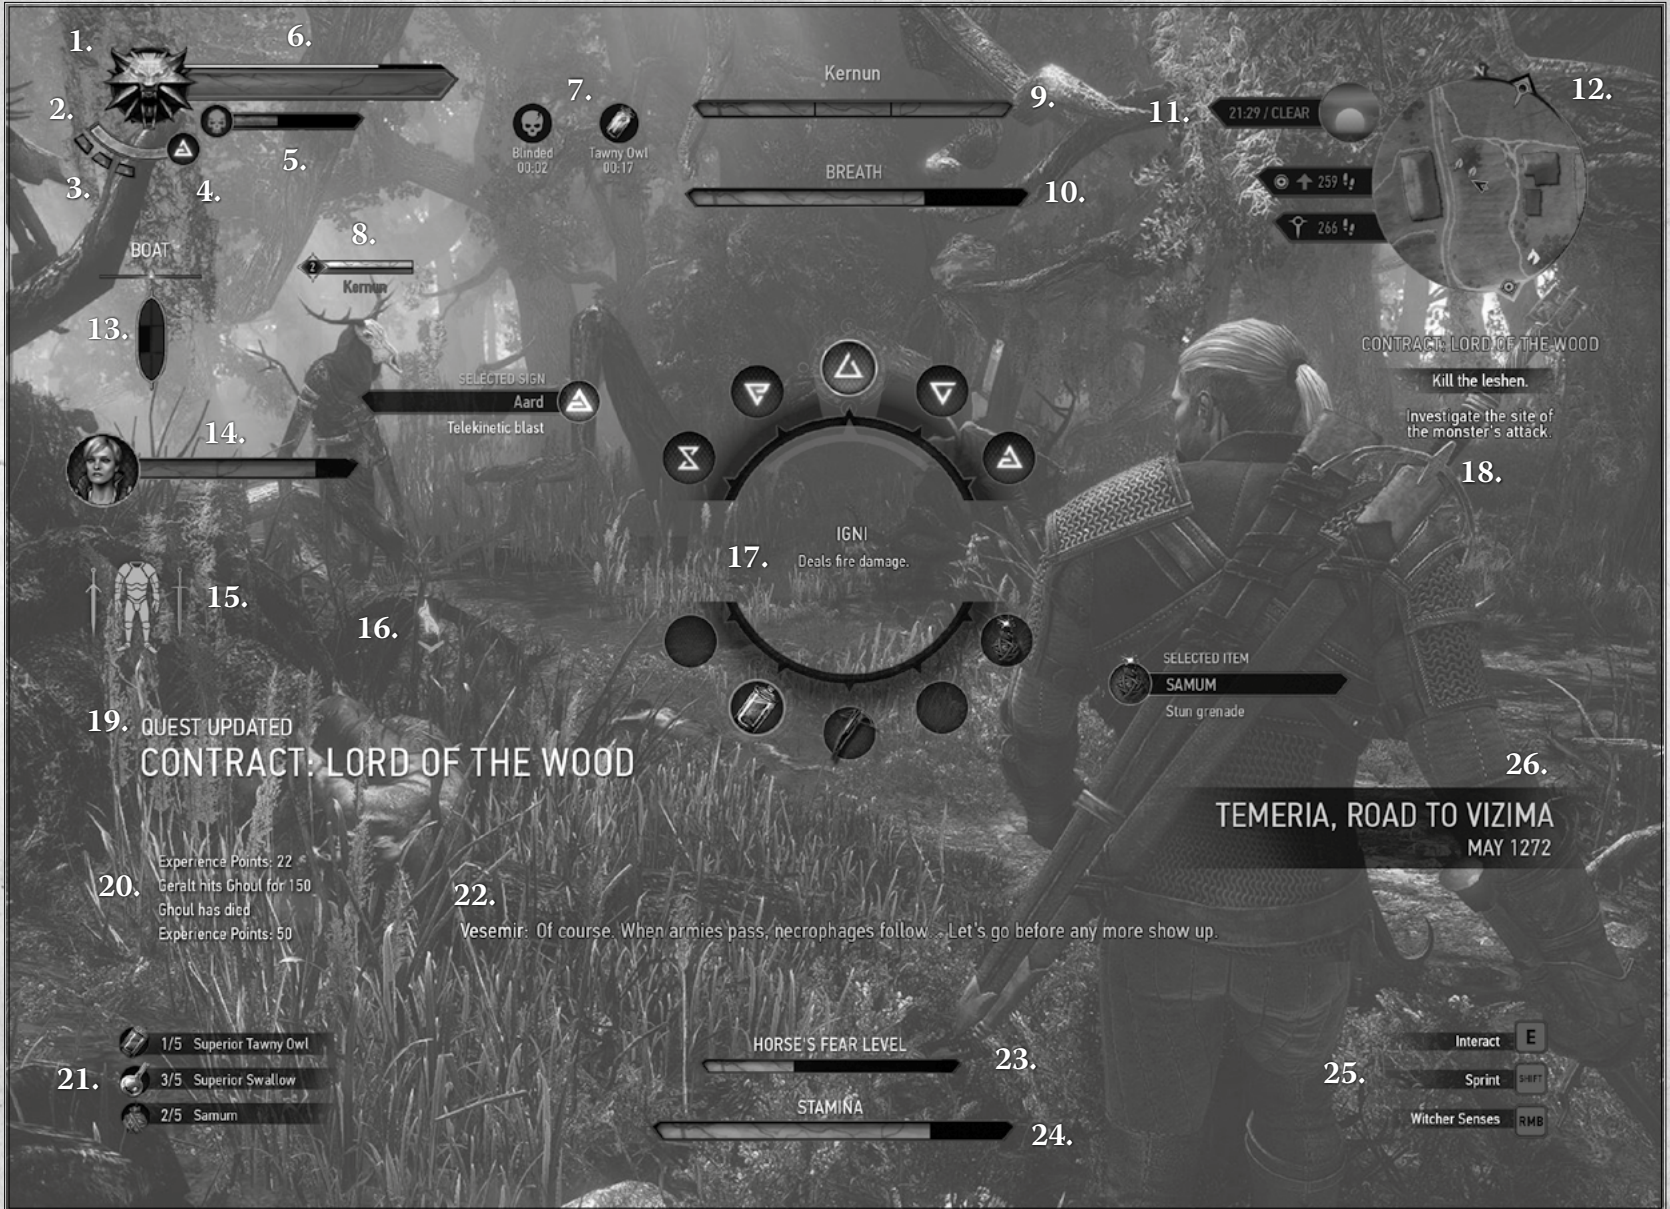 1.
6.
2.
7.
3.
4.
5.
Blinded
00:02
Tawny Owl
00:17
Kernun
9.
BREATH
10.
11.
21:29 / CLEAR
12.
N
259
266
8.
2
Kernun
BOAT
13.
SELECTED SIGN
Aard
Telekinetic blast
CONTRACT: LORD OF THE WOOD
Kill the leshen.
Investigate the site of
the monster's attack.
18.
14.
17.
IGNI
Deals fire damage.
15.
16.
SELECTED ITEM
SAMUM
Stun grenade
19.
QUEST UPDATED
CONTRACT: LORD OF THE WOOD
26.
TEMERIA, ROAD TO VIZIMA
MAY 1272
20.
Experience Points: 22
Geralt hits Ghoul for 150
Ghoul has died
Experience Points: 50
22.
Vesemir: Of course. When armies pass, necrophages follow. - Let's go before any more show up.
21.
1/5 Superior Tawny Owl
3/5 Superior Swallow
2/5 Samum
HORSE'S FEAR LEVEL
23.
STAMINA
24.
25.
Interact E
Sprint SHIFT
Witcher Senses RMB